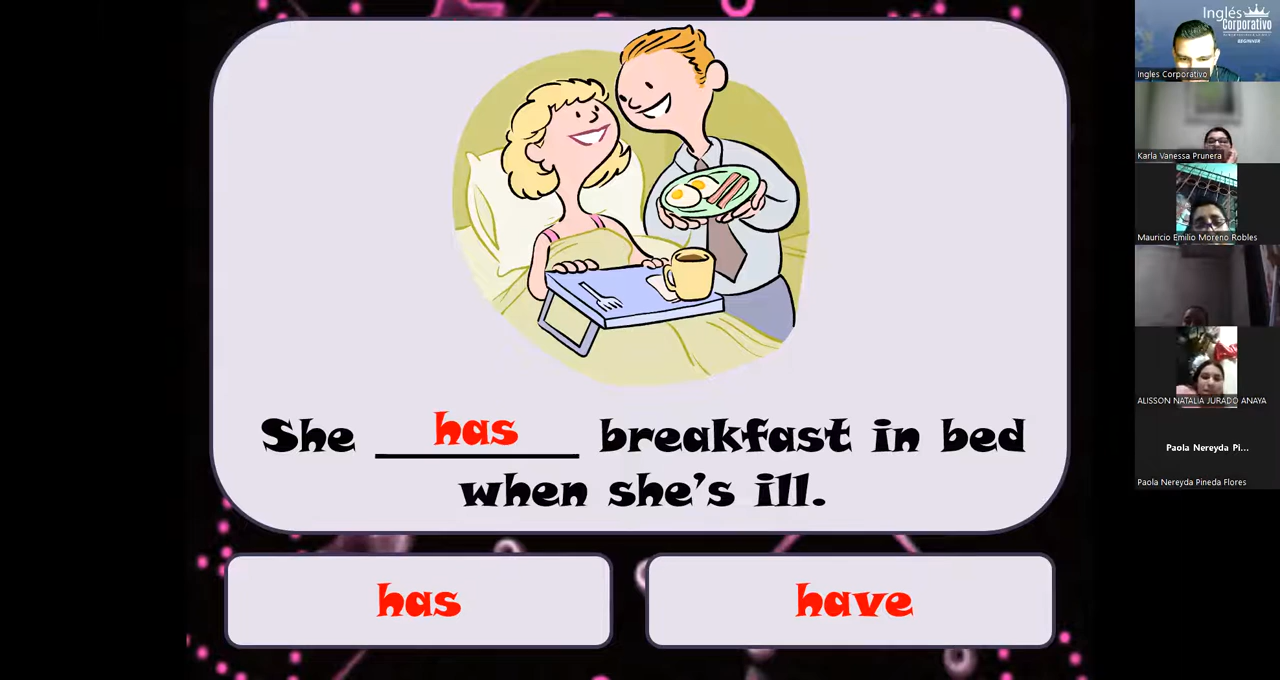 She has breakfast in bed
when she's ill.
has
have
Inglés
Corporativo
BEGINNER
Ingles Corporativo
Karla Vanessa Prunera
Mauricio Emilio Moreno Robles
ALISSON NATALIA JURADO ANAYA
Paola Nereyda Pi...
Paola Nereyda Pineda Flores